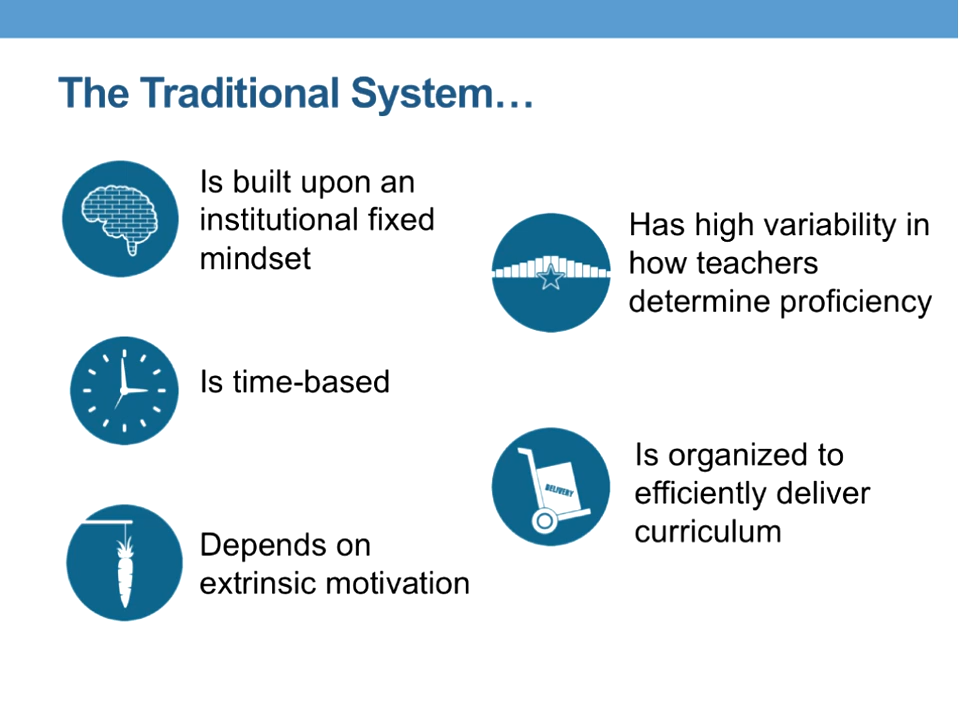 The Traditional System…
Is built upon an
institutional fixed
mindset
Is time-based
Depends on
extrinsic motivation
Has high variability in
how teachers
determine proficiency
DELIVERY
Is organized to
efficiently deliver
curriculum